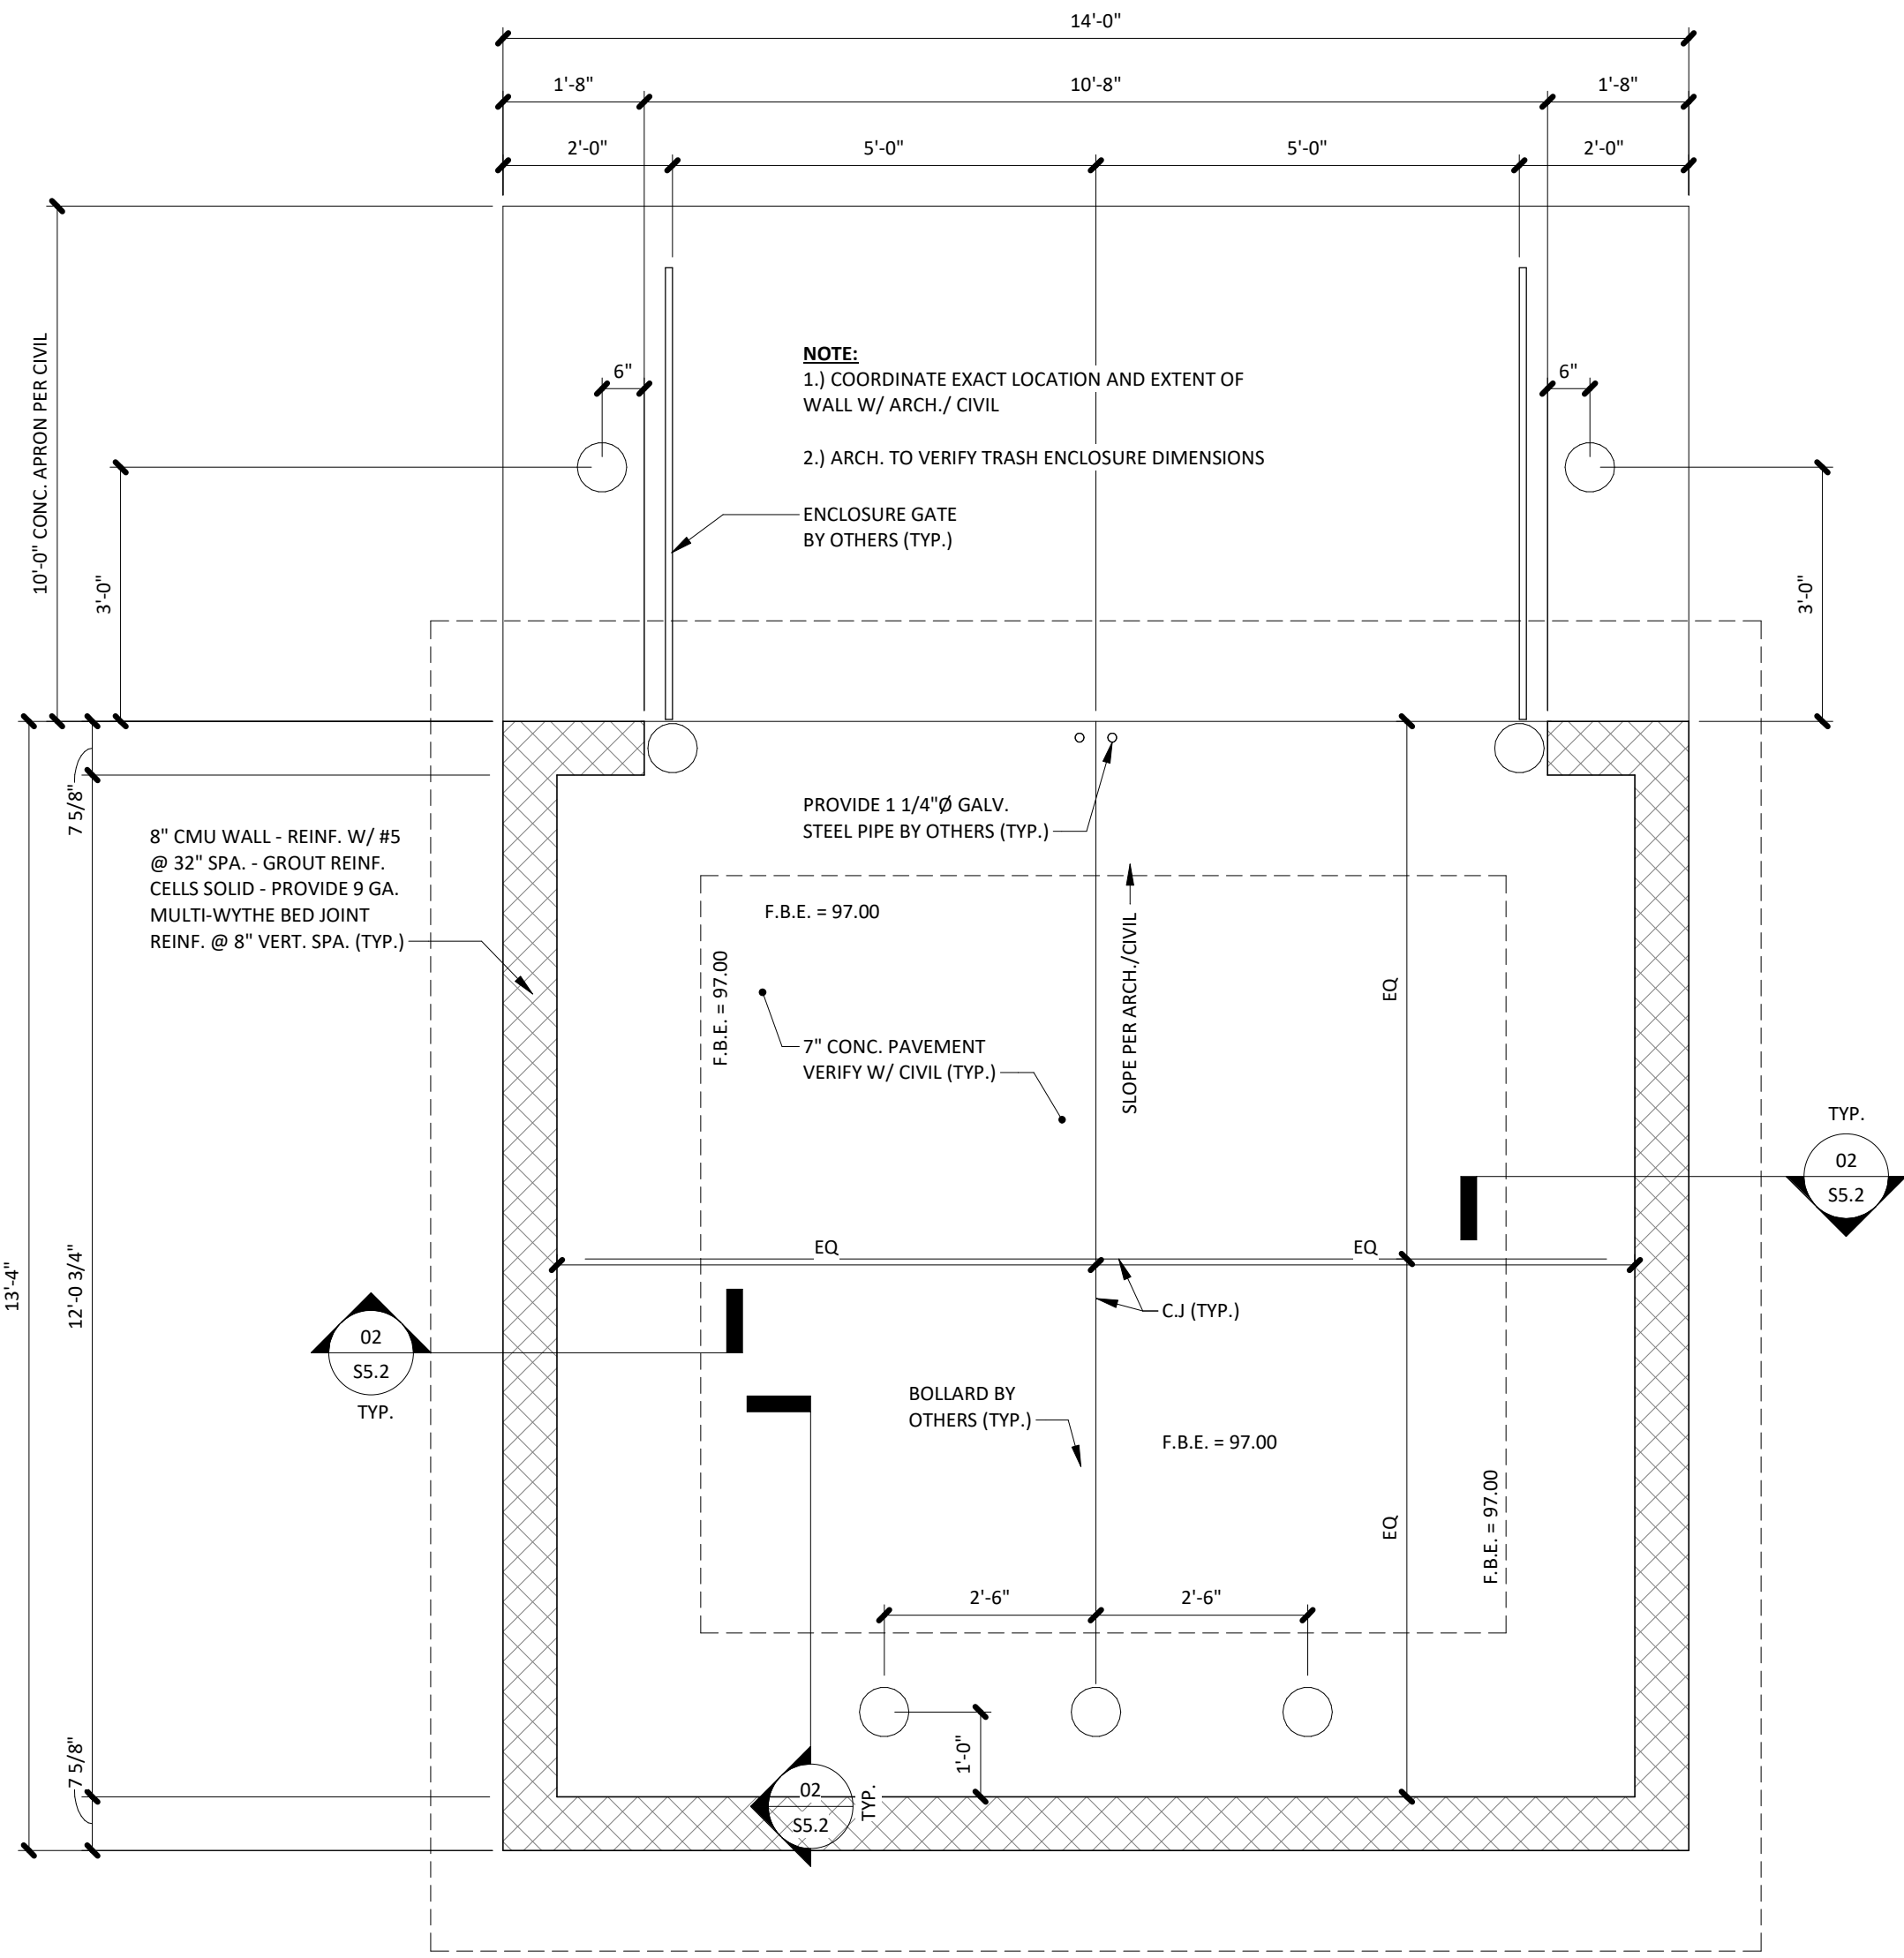 14'-0"
1'-8"
10'-8"
1'-8"
2'-0"
5'-0"
5'-0"
2'-0"
10'-0" CONC. APRON PER CIVIL
3'-0"
6"
NOTE:
1.) COORDINATE EXACT LOCATION AND EXTENT OF
WALL W/ ARCH./ CIVIL
2.) ARCH. TO VERIFY TRASH ENCLOSURE DIMENSIONS
6"
3'-0"
ENCLOSURE GATE
BY OTHERS (TYP.)
7 5/8"
8" CMU WALL - REINF. W/ #5
@ 32" SPA. - GROUT REINF.
CELLS SOLID - PROVIDE 9 GA.
MULTI-WYTHE BED JOINT
REINF. @ 8" VERT. SPA. (TYP.)
PROVIDE 1 1/4"Ø GALV.
STEEL PIPE BY OTHERS (TYP.)
F.B.E. = 97.00
F.B.E. = 97.00
SLOPE PER ARCH./CIVIL
EQ
7" CONC. PAVEMENT
VERIFY W/ CIVIL (TYP.)
TYP.
02
S5.2
13'-4"
12'-0 3/4"
EQ
EQ
C.J (TYP.)
02
S5.2
TYP.
BOLLARD BY
OTHERS (TYP.)
F.B.E. = 97.00
F.B.E. = 97.00
EQ
2'-6"
2'-6"
1'-0"
7 5/8"
02
S5.2
TYP.